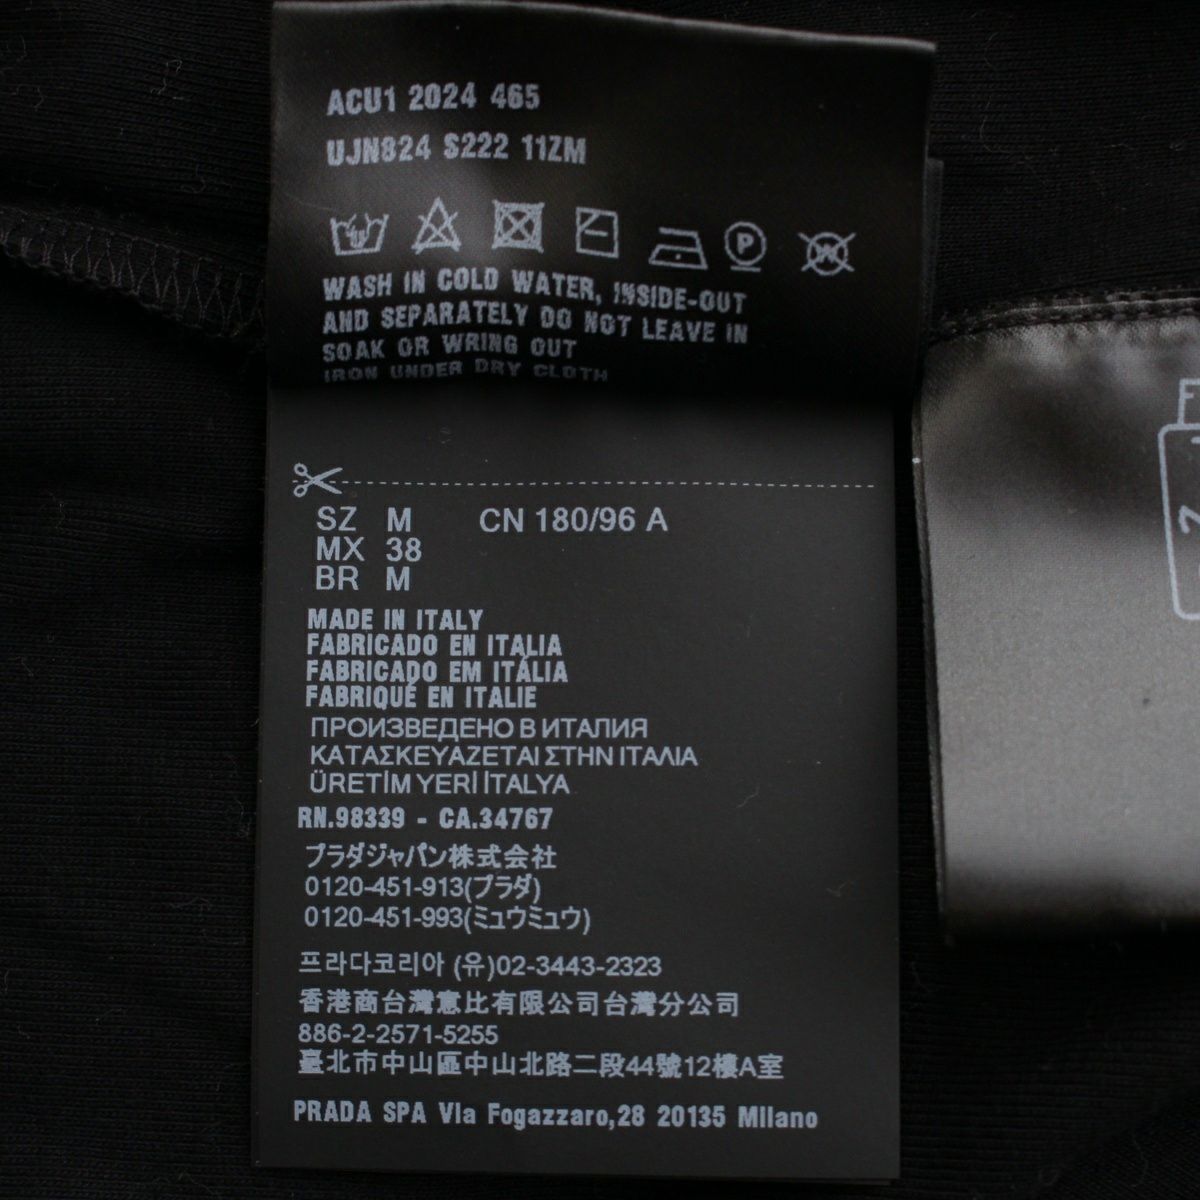 ACU1 2024 465
UJN824 S222 11ZM
P
W
WASH IN COLD WATER, INSIDE-OUT
AND SEPARATELY DO NOT LEAVE IN
SOAK OR WRING OUT
IRON UNDER DRY CLOTH
SZ M CN 180/96 A
MX 38
BR M
MADE IN ITALY
FABRICADO EN ITALIA
FABRICADO EM ITÁLIA
FABRIQUÉ EN ITALIE
ПРОИЗВЕДЕНО В ИТАЛИЯ
ΚΑΤΑΣΚΕΥΑΖΕΤΑΙ ΣΤΗΝ ΙΤΑΛΙΑ
ÜRETİM YERİ İTALYA
RN.98339 - CA.34767
プラダジャパン株式会社
0120-451-913(プラダ)
0120-451-993(ミュウミュウ)
프라다코리아 (유)02-3443-2323
香港商台灣意比有限公司台灣分公司
886-2-2571-5255
臺北市中山區中山北路二段44號12樓A室
PRADA SPA Via Fogazzaro,28 20135 Milano